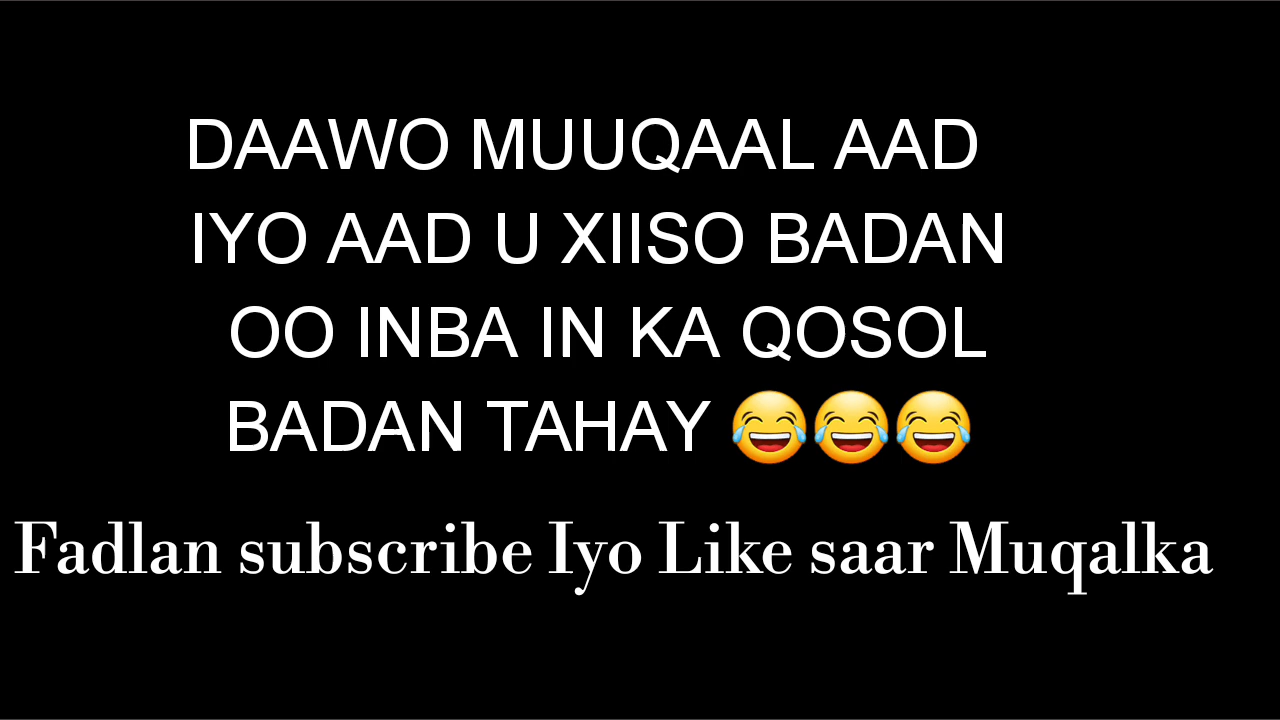 DAAWO MUUQAAL AAD
IYO AAD U XIISO BADAN
OO INBA IN KA QOSOL
BADAN TAHAY 😂😂😂
Fadlan subscribe Iyo Like saar Muqalka